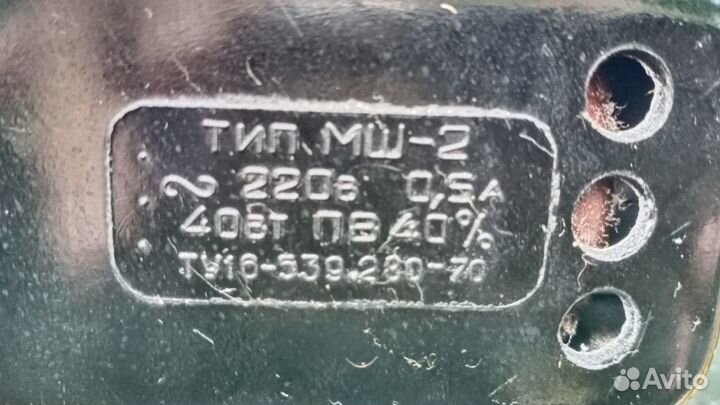 ТИП МШ-2
~ 220в 0,5А
40ВТ ПВ 40%
ТУ16-539.280-70
Avito